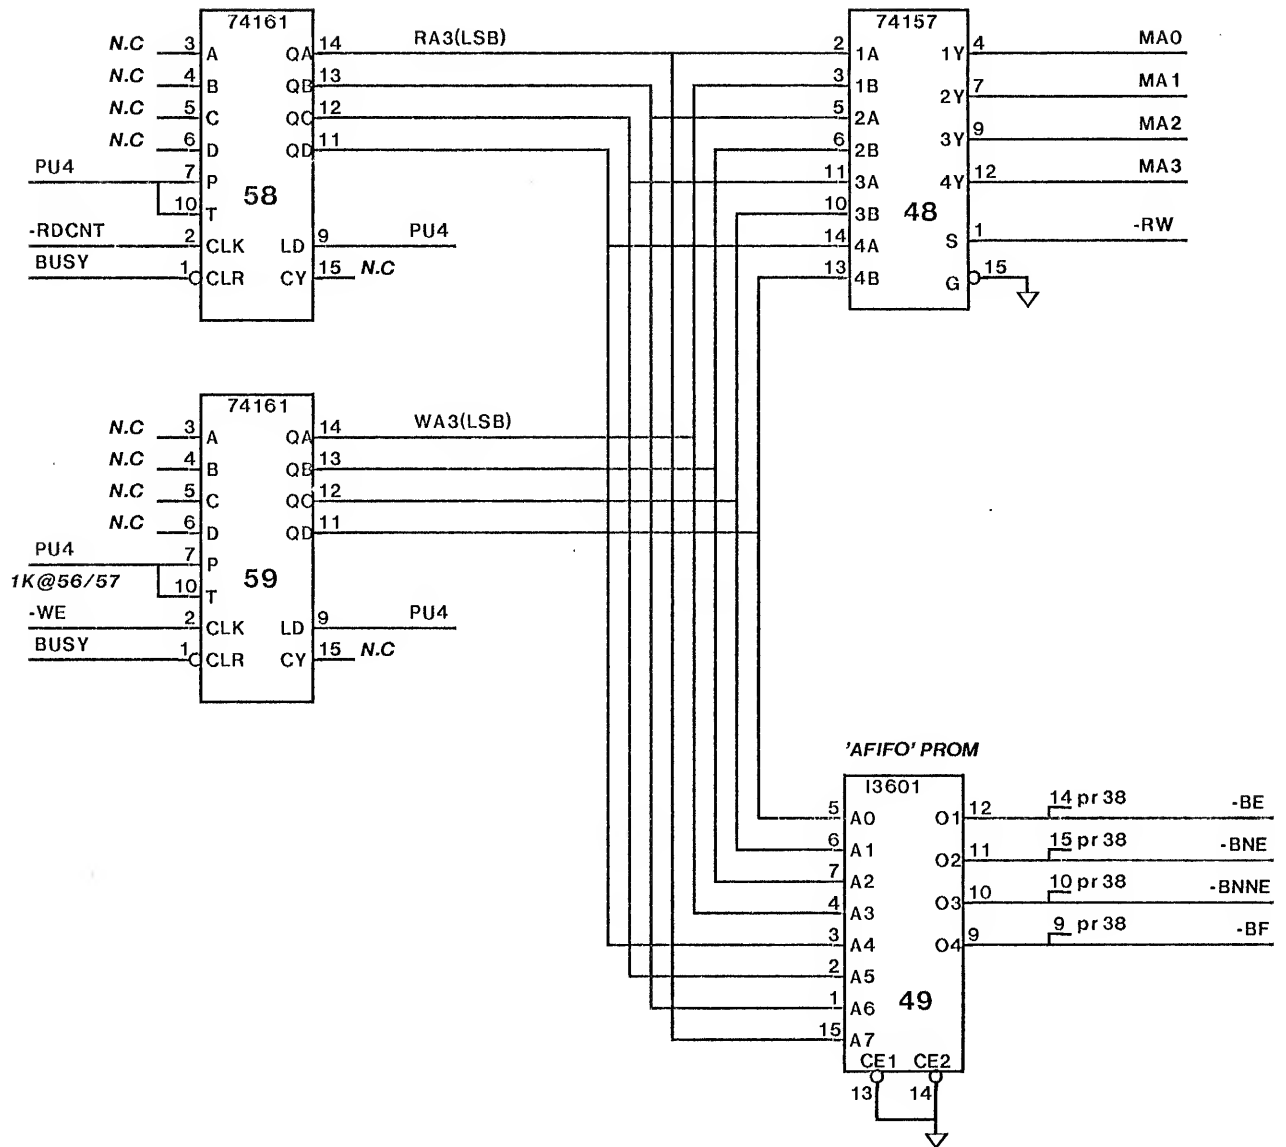 74161
N.C 3 A QA 14 RA3(LSB)
N.C 4 B QB 13
N.C 5 C QC 12
N.C 6 D QD 11
PU4 7 P
58
10 T
-RDCNT 2 CLK LD 9 PU4
BUSY 1 CLR CY 15 N.C
74157
2 1A 1Y 4 MA0
3 1B
5 2A 2Y 7 MA1
6 2B 3Y 9 MA2
11 3A 4Y 12 MA3
10 3B 48
14 4A S 1 -RW
13 4B G 15
74161
N.C 3 A QA 14 WA3(LSB)
N.C 4 B QB 13
N.C 5 C QC 12
N.C 6 D QD 11
PU4 7 P
1K@56/57 59
10 T
-WE 2 CLK LD 9 PU4
BUSY 1 CLR CY 15 N.C
'AFIFO' PROM
I3601
5 A0 O1 12 14 pr 38 -BE
6 A1 O2 11 15 pr 38 -BNE
7 A2 O3 10 10 pr 38 -BNNE
4 A3
3 A4 O4 9 9 pr 38 -BF
2 A5
1 A6 49
15 A7
CE1 CE2
13 14